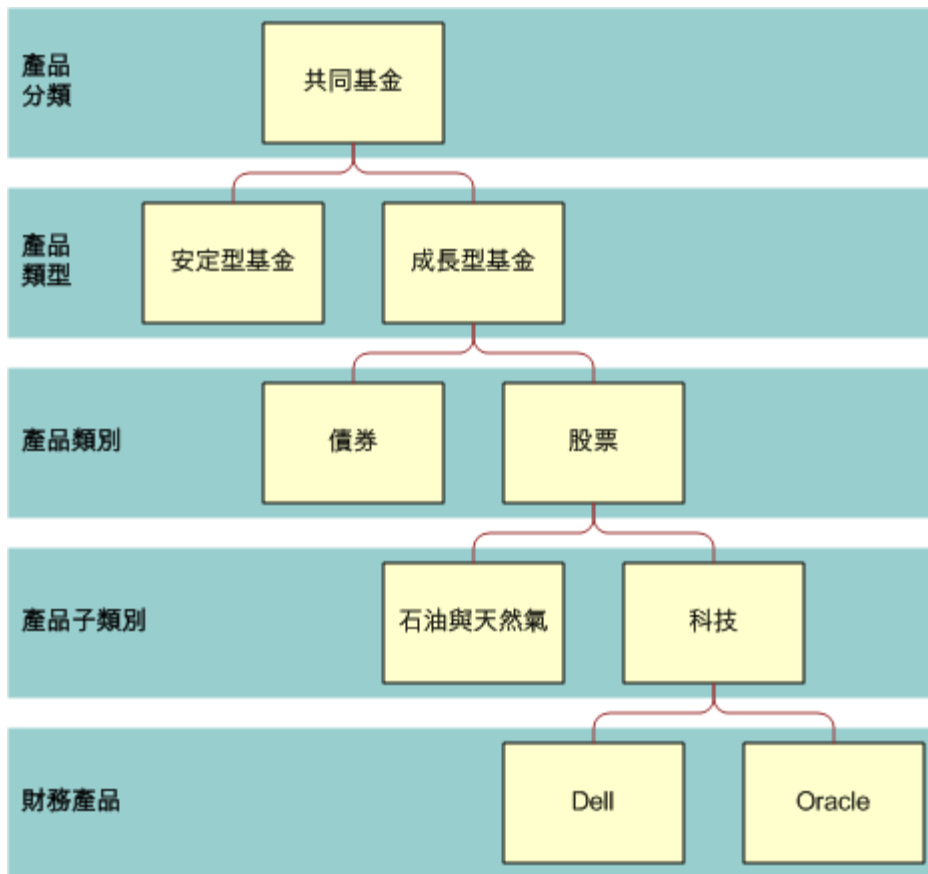 產品
分類
共同基金
產品
類型
安定型基金
成長型基金
產品類別
債券
股票
產品子類別
石油與天然氣
科技
財務產品
Dell
Oracle